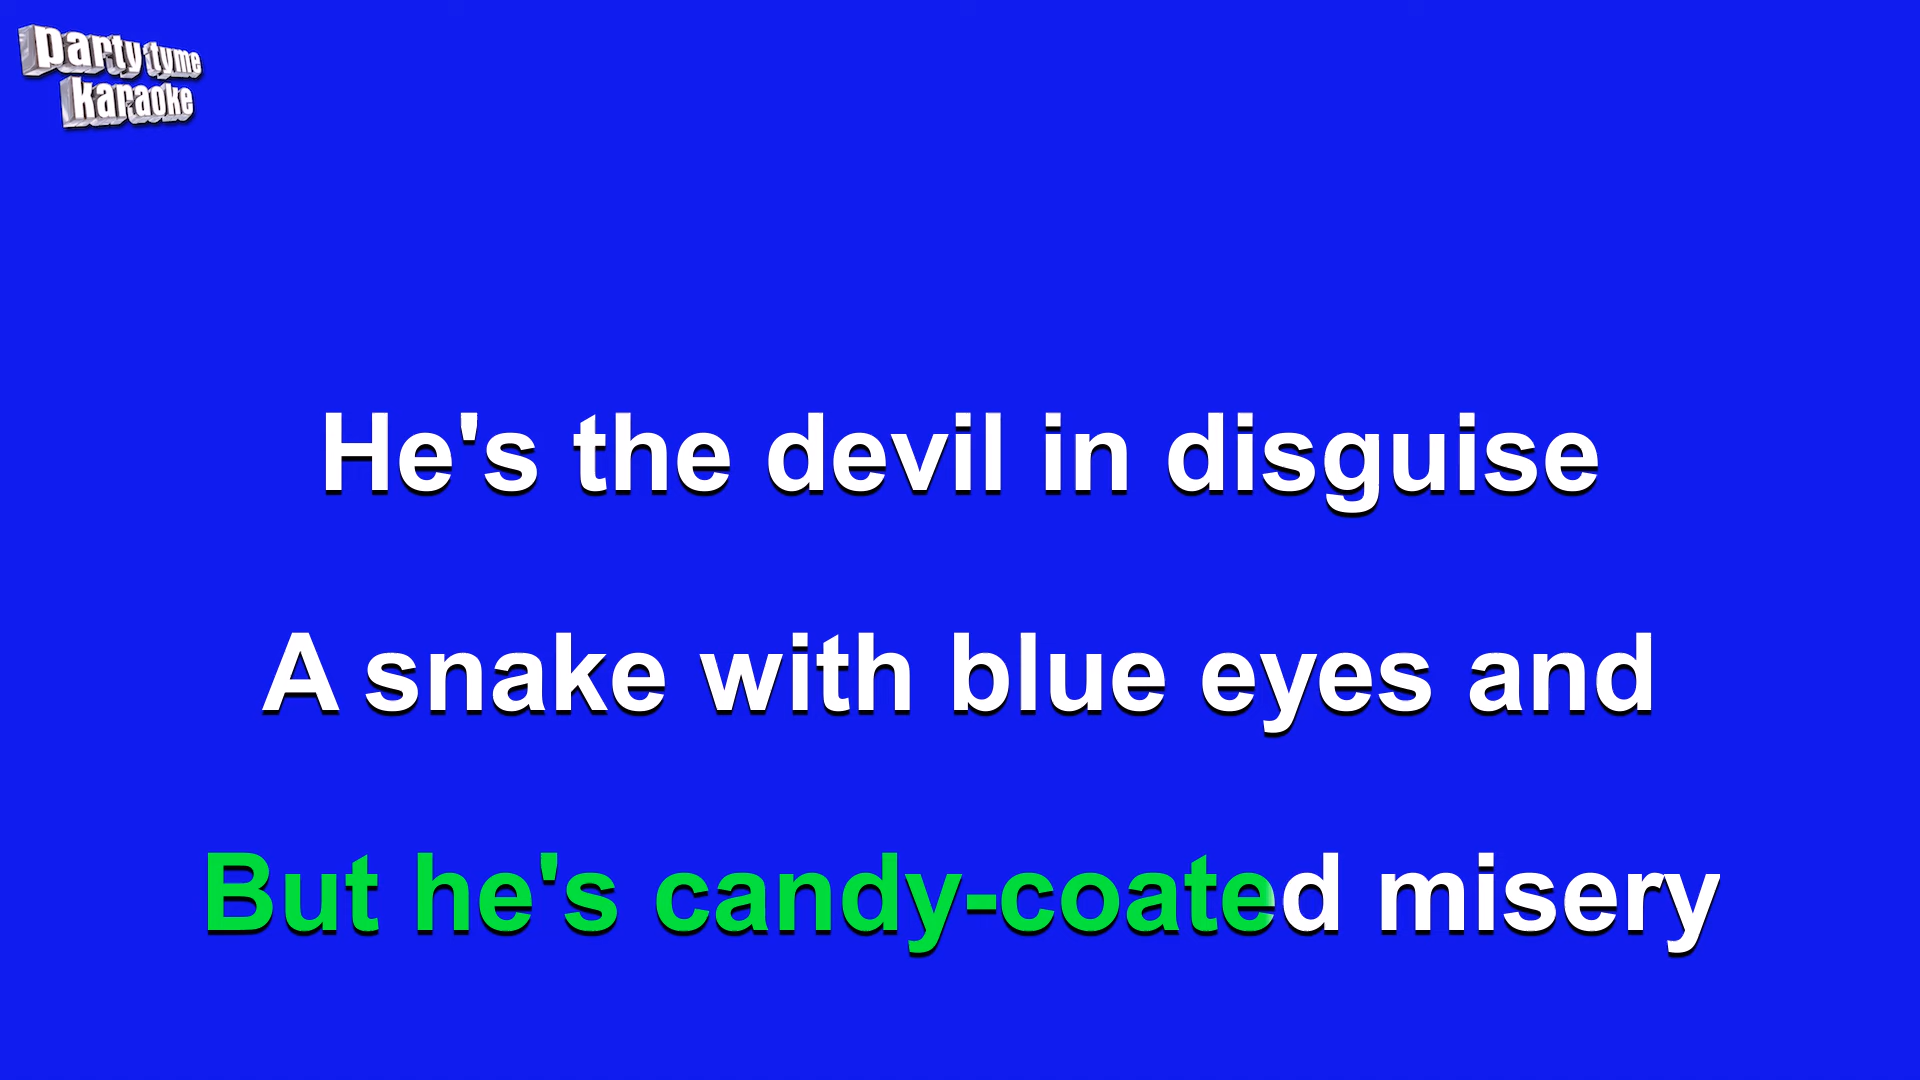 party tyme
karaoke
He's the devil in disguise
A snake with blue eyes and
But he's candy-coated misery